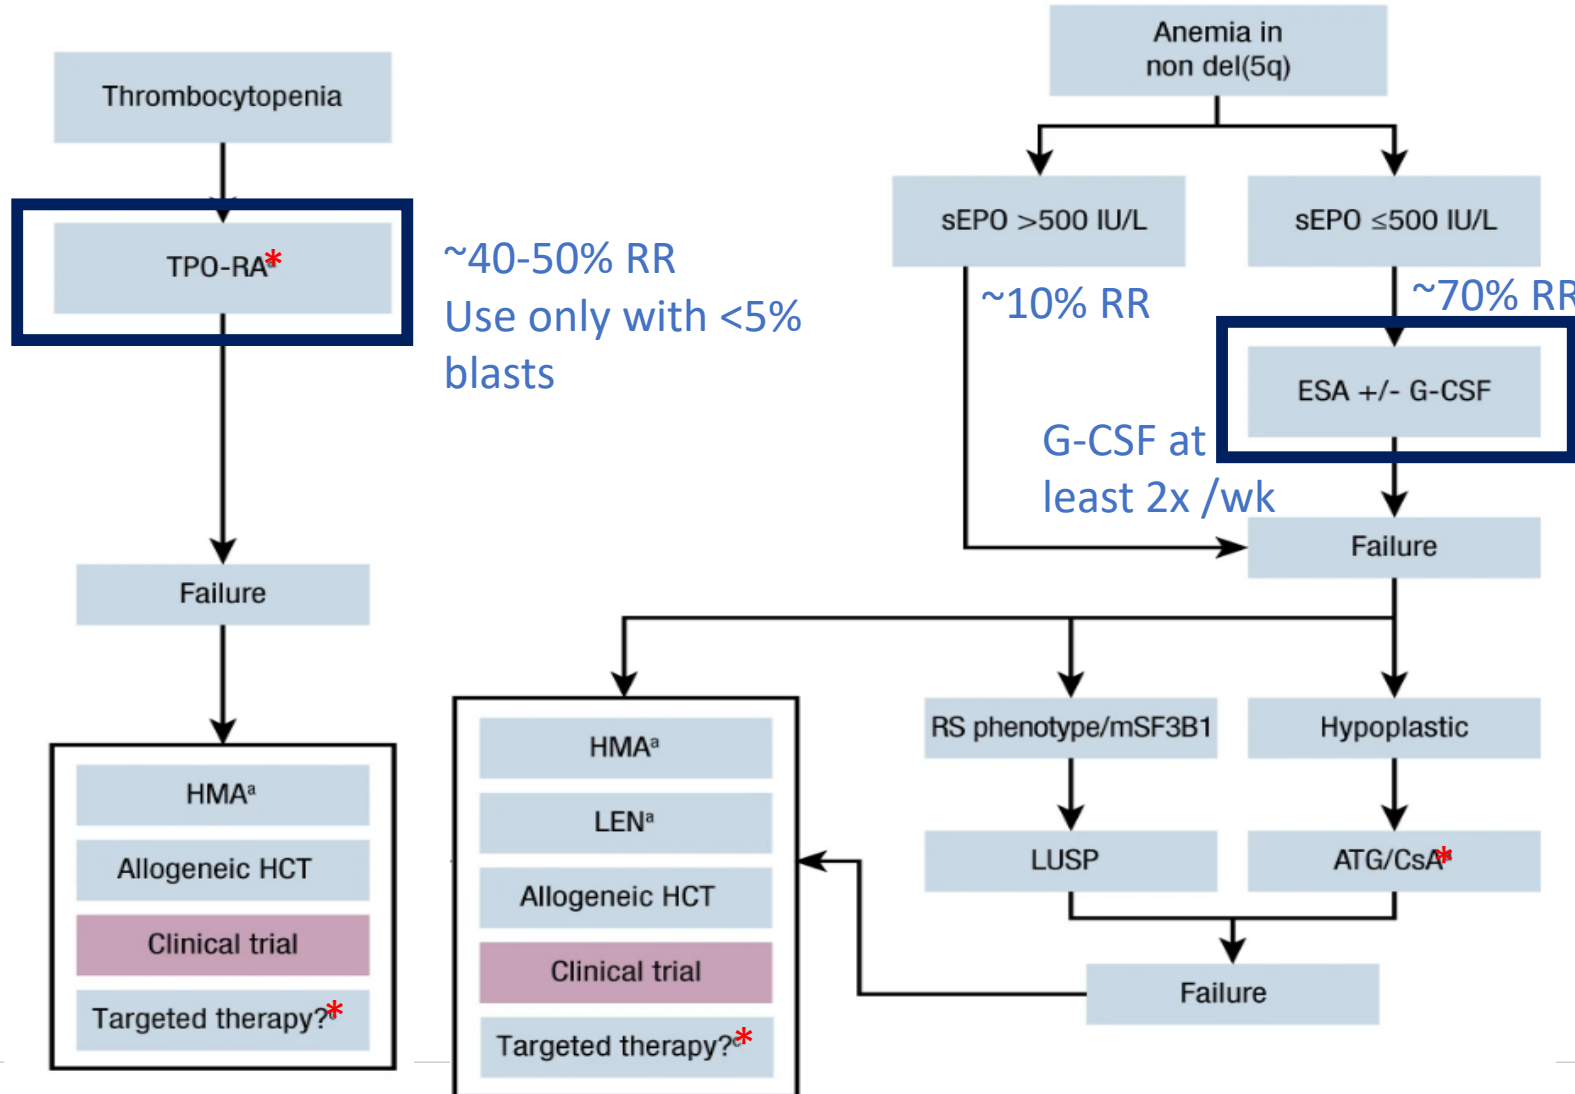 Thrombocytopenia
TPO-RA*
~40-50% RR
Use only with <5%
blasts
Failure
HMAᵃ
Allogeneic HCT
Clinical trial
Targeted therapy?*
Anemia in
non del(5q)
sEPO >500 IU/L
sEPO ≤500 IU/L
~10% RR
~70% RR
ESA +/- G-CSF
G-CSF at
least 2x /wk
Failure
RS phenotype/mSF3B1
Hypoplastic
LUSP
ATG/CsA*
Failure
HMAᵃ
LENᵃ
Allogeneic HCT
Clinical trial
Targeted therapy?*